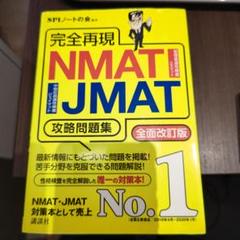 SPIノートの会 編著
完全再現
NMAT
JMAT
攻略問題集
全面改訂版
最新情報にもとづいた問題を掲載!
苦手分野を克服できる問題解説!
性格検査を完全解説した唯一の対策本!
NMAT・JMAT
対策本として売上
No.1
講談社